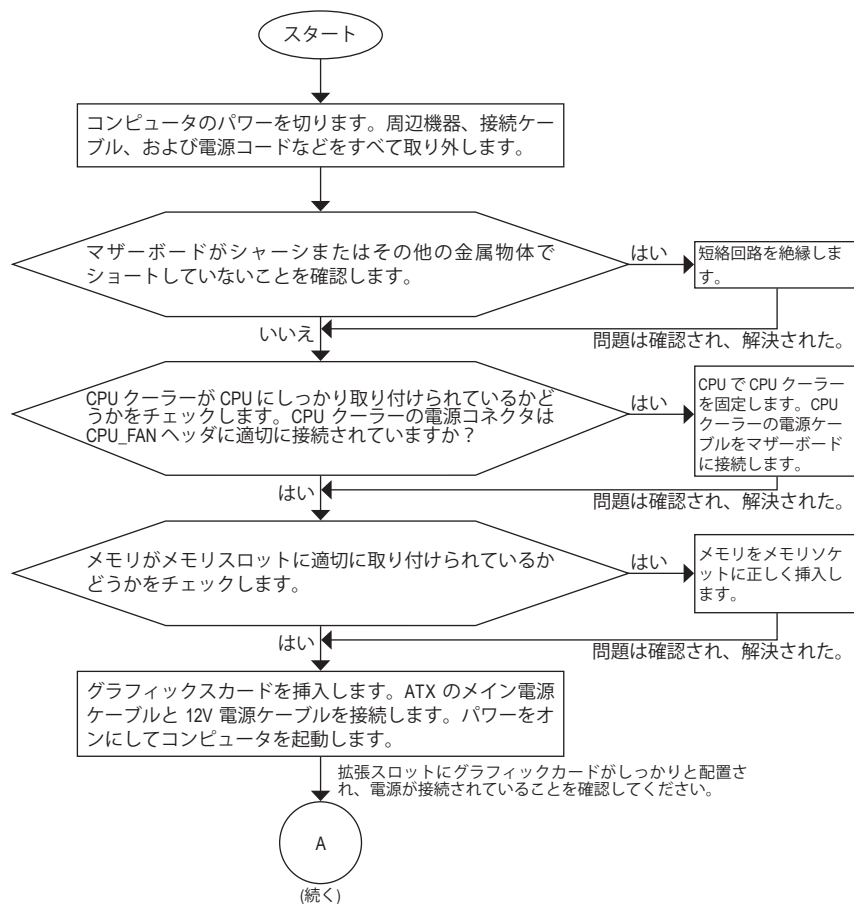 スタート
コンピュータのパワーを切ります。周辺機器、接続ケー
ブル、および電源コードなどをすべて取り外します。
マザーボードがシャーシまたはその他の金属物体で
ショートしていないことを確認します。
はい
短絡回路を絶縁しま
す。
いいえ
問題は確認され、解決された。
CPU クーラーが CPU にしっかり取り付けられているかど
うかをチェックします。CPU クーラーの電源コネクタは
CPU_FAN ヘッダに適切に接続されていますか？
はい
CPU で CPU クーラー
を固定します。CPU
クーラーの電源ケー
ブルをマザーボード
に接続します。
はい
問題は確認され、解決された。
メモリがメモリスロットに適切に取り付けられているか
どうかをチェックします。
はい
メモリをメモリソケ
ットに正しく挿入し
ます。
はい
問題は確認され、解決された。
グラフィックスカードを挿入します。ATX のメイン電源
ケーブルと 12V 電源ケーブルを接続します。パワーをオ
ンにしてコンピュータを起動します。
拡張スロットにグラフィックカードがしっかりと配置さ
れ、電源が接続されていることを確認してください。
A
(続く)